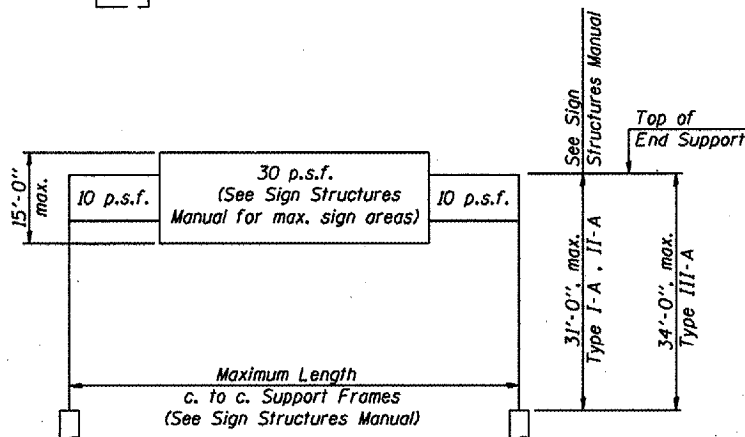 See Sign
Structures Manual
Top of
End Support
15'-0"
max.
10 p.s.f.
30 p.s.f.
(See Sign Structures
Manual for max. sign areas)
10 p.s.f.
31'-0", max.
Type I-A , II-A
34'-0", max.
Type III-A
Maximum Length
c. to c. Support Frames
(See Sign Structures Manual)